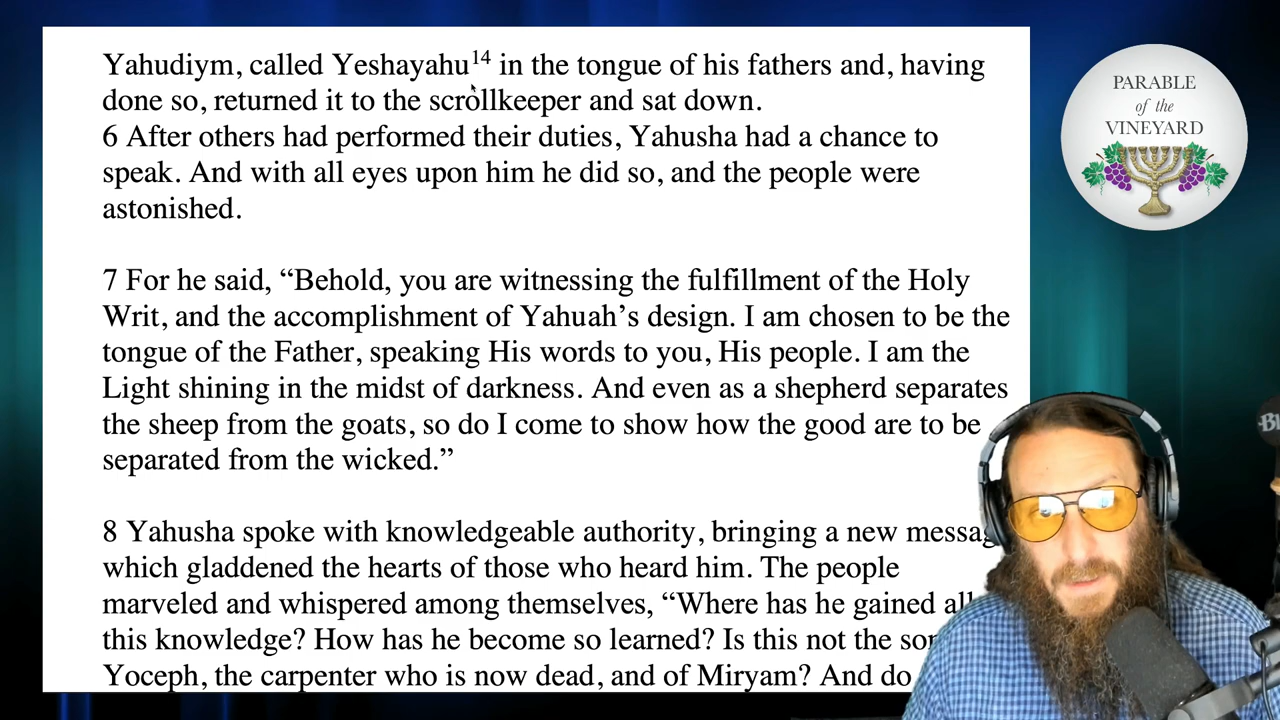 Yahudiym, called Yeshayahu14 in the tongue of his fathers and, having
done so, returned it to the scrollkeeper and sat down.
6 After others had performed their duties, Yahusha had a chance to
speak. And with all eyes upon him he did so, and the people were
astonished.
7 For he said, “Behold, you are witnessing the fulfillment of the Holy
Writ, and the accomplishment of Yahuah’s design. I am chosen to be the
tongue of the Father, speaking His words to you, His people. I am the
Light shining in the midst of darkness. And even as a shepherd separates
the sheep from the goats, so do I come to show how the good are to be
separated from the wicked.”
8 Yahusha spoke with knowledgeable authority, bringing a new messag
which gladdened the hearts of those who heard him. The people
marveled and whispered among themselves, “Where has he gained all
this knowledge? How has he become so learned? Is this not the so
Yoceph, the carpenter who is now dead, and of Miryam? And do
PARABLE
of the
VINEYARD